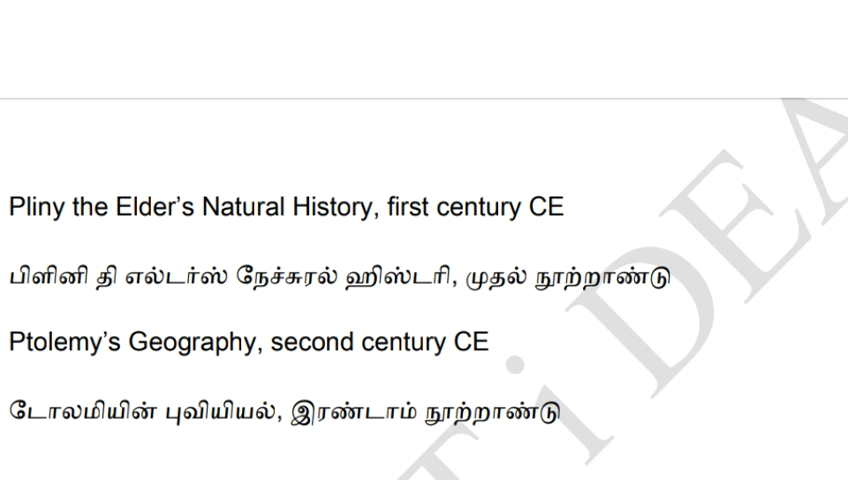 Pliny the Elder’s Natural History, first century CE
பிளினி தி எல்டர்ஸ் நேச்சுரல் ஹிஸ்டரி, முதல் நூற்றாண்டு
Ptolemy’s Geography, second century CE
டோலமியின் புவியியல், இரண்டாம் நூற்றாண்டு